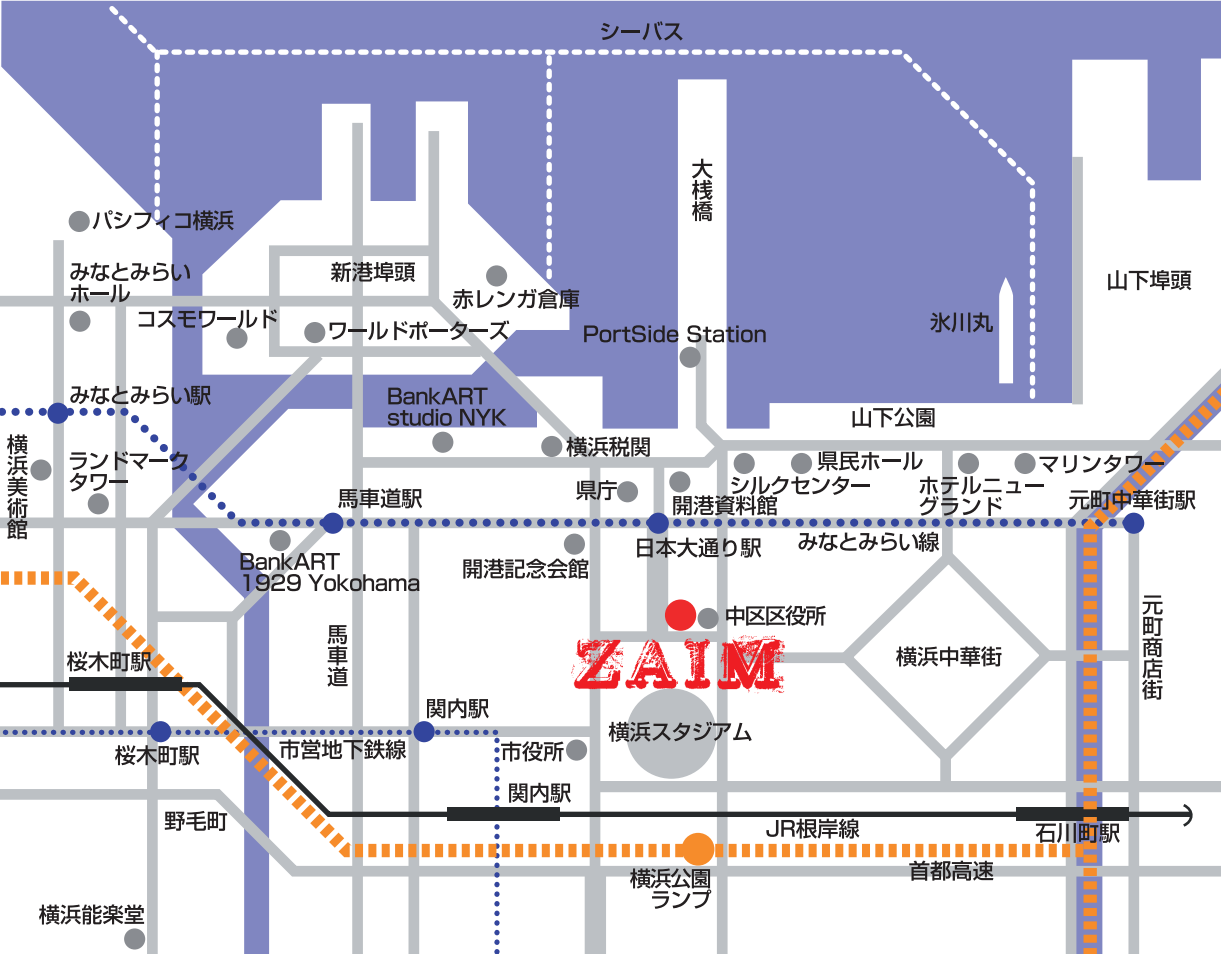 シーバス
大桟橋
パシフィコ横浜
みなとみらい
ホール
新港埠頭
赤レンガ倉庫
山下埠頭
コスモワールド
ワールドポーターズ
PortSide Station
氷川丸
みなとみらい駅
BankART
studio NYK
山下公園
横浜美術館
ランドマーク
タワー
横浜税関
県庁
開港資料館
シルクセンター
県民ホール
ホテルニュー
グランド
マリンタワー
馬車道駅
元町中華街駅
日本大通り駅
みなとみらい線
BankART
1929 Yokohama
開港記念会館
中区区役所
ZAIM
馬車道
横浜中華街
元町商店街
桜木町駅
関内駅
横浜スタジアム
桜木町駅
市営地下鉄線
市役所
関内駅
野毛町
JR根岸線
石川町駅
横浜公園
ランプ
首都高速
横浜能楽堂